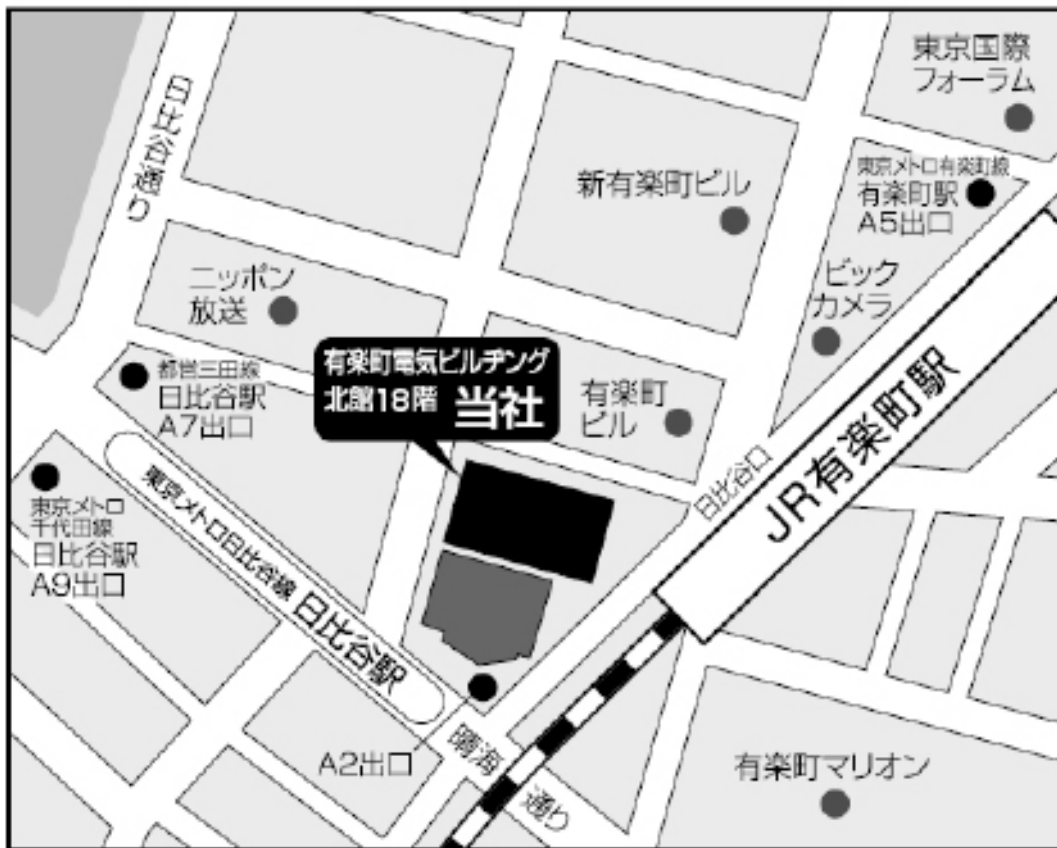 東京国際
フォーラム
日比谷通り
東京メトロ有楽町線
有楽町駅
A5出口
新有楽町ビル
ニッポン
放送
ビック
カメラ
都営三田線
日比谷駅
A7出口
有楽町電気ビルヂング
北館18階 当社
有楽町
ビル
JR有楽町駅
日比谷口
東京メトロ
千代田線
日比谷駅
A9出口
東京メトロ日比谷線 日比谷駅
A2出口
晴海通り
有楽町マリオン